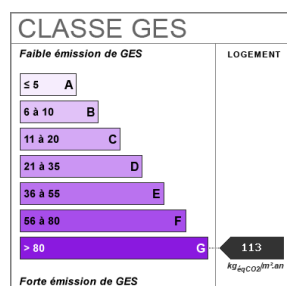 CLASSE GES
Faible émission de GES
LOGEMENT
≤ 5 A
6 à 10 B
11 à 20 C
21 à 35 D
36 à 55 E
56 à 80 F
> 80 G
113
kgéqCO2/m².an
Forte émission de GES